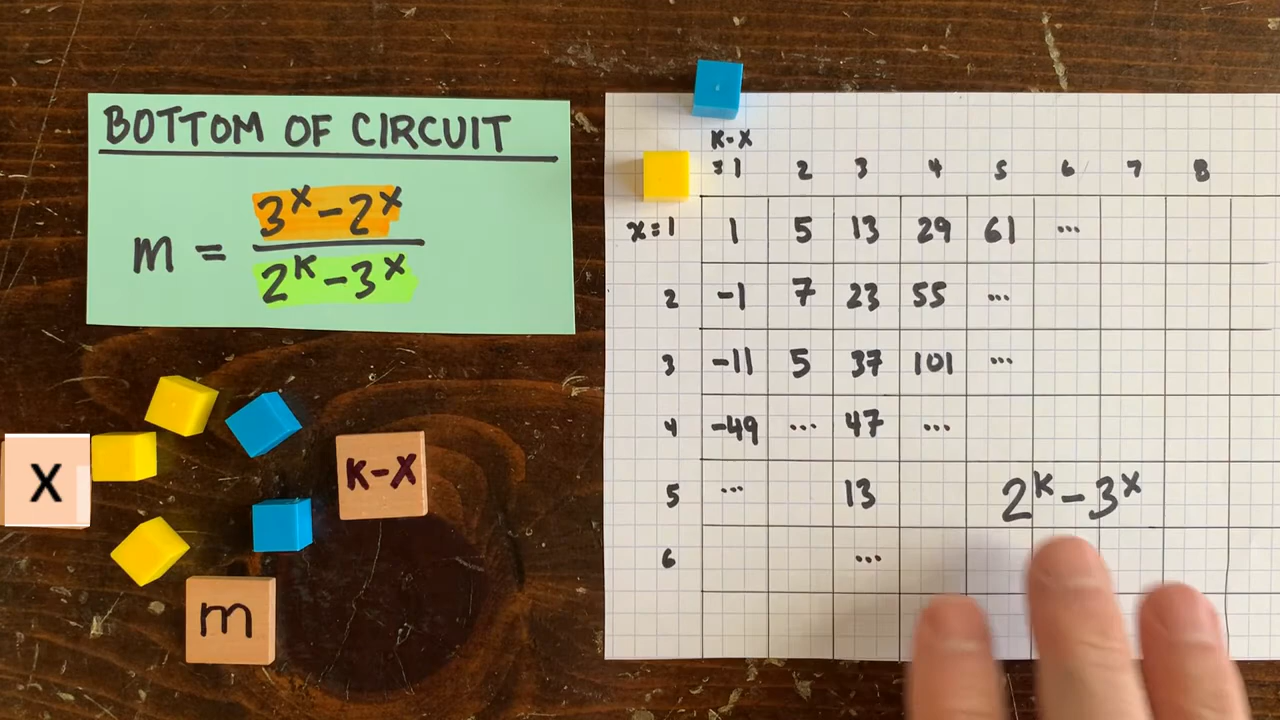 BOTTOM OF CIRCUIT
m = (3^x - 2^x) / (2^k - 3^x)
X
K-X
m
K-X
=1 2 3 4 5 6 7 8
x=1 1 5 13 29 61 ...
2 -1 7 23 55 ...
3 -11 5 37 101 ...
4 -49 ... 47 ...
5 ... 13
2^k - 3^x
6 ...